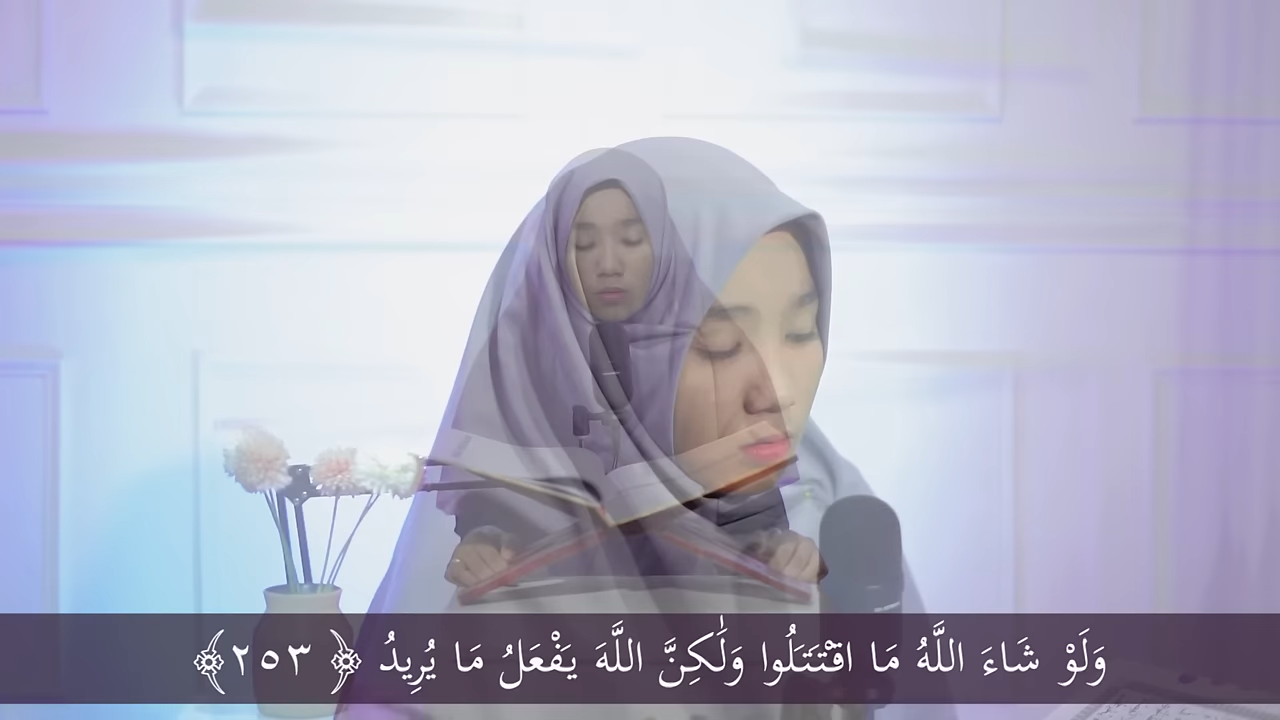 وَلَوْ شَاءَ اللَّهُ مَا اقْتَتَلُوا وَلَٰكِنَّ اللَّهَ يَفْعَلُ مَا يُرِيدُ ﴿٢٥٣﴾